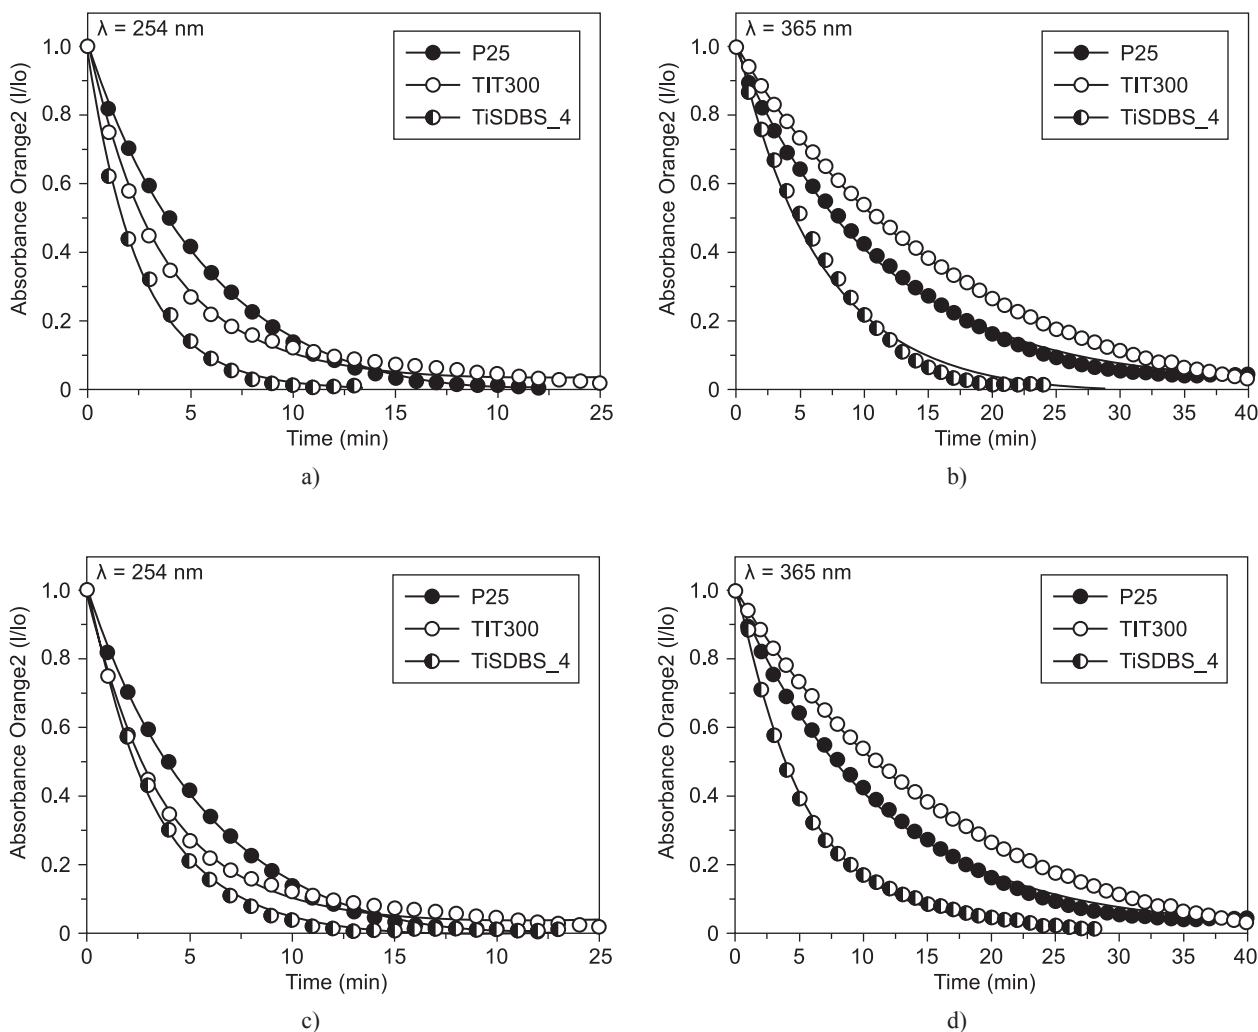 λ = 254 nm
P25
TIT300
TiSDBS_4
1.0
0.8
0.6
0.4
0.2
0
Absorbance Orange2 (I/Io)
0 5 10 15 10 25
Time (min)
a)
λ = 365 nm
P25
TIT300
TiSDBS_4
1.0
0.8
0.6
0.4
0.2
0
Absorbance Orange2 (I/Io)
0 5 10 15 20 25 30 35 40
Time (min)
b)
λ = 254 nm
P25
TIT300
TiSDBS_4
1.0
0.8
0.6
0.4
0.2
0
Absorbance Orange2 (I/Io)
0 5 10 15 10 25
Time (min)
c)
λ = 365 nm
P25
TIT300
TiSDBS_4
1.0
0.8
0.6
0.4
0.2
0
Absorbance Orange2 (I/Io)
0 5 10 15 20 25 30 35 40
Time (min)
d)